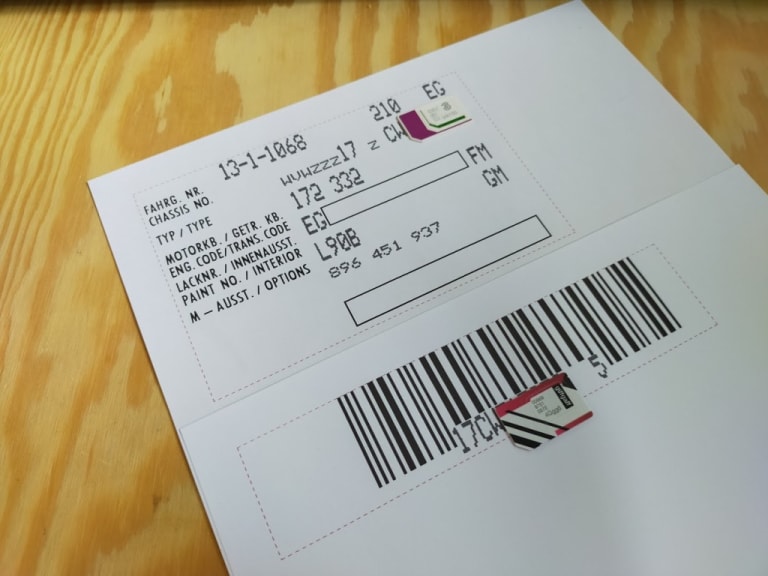 13-1-1068 210 EG
FAHRG. NR. WVWZZZ17 Z CW
CHASSIS NO.
TYP / TYPE 172 332
MOTORKB. / GETR. KB. EG FM
ENG. CODE/TRANS. CODE
LACKNR. / INNENAUSST. L90B GM
PAINT NO. / INTERIOR
M - AUSST. / OPTIONS 896 451 937
17CW 5